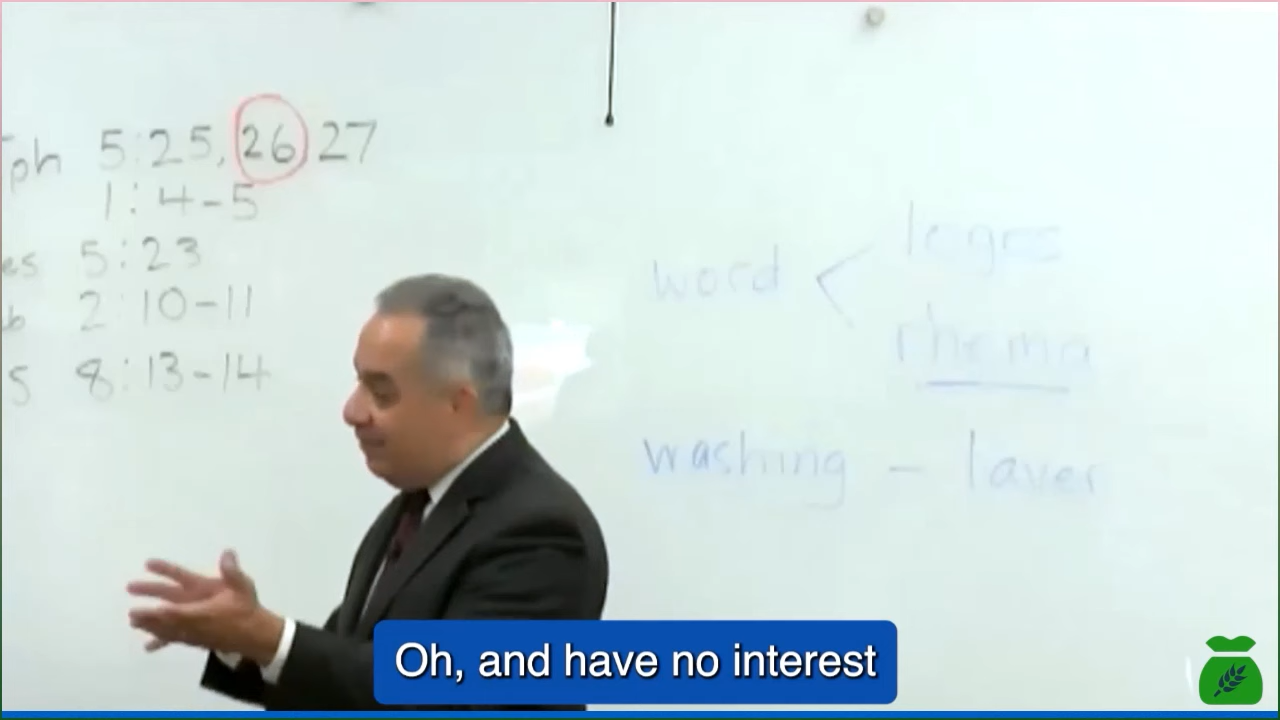 ph 5:25, 26 27
1:4-5
es 5:23
b 2:10-11
s 8:13-14
word < logos
rhema
washing - laver
Oh, and have no interest